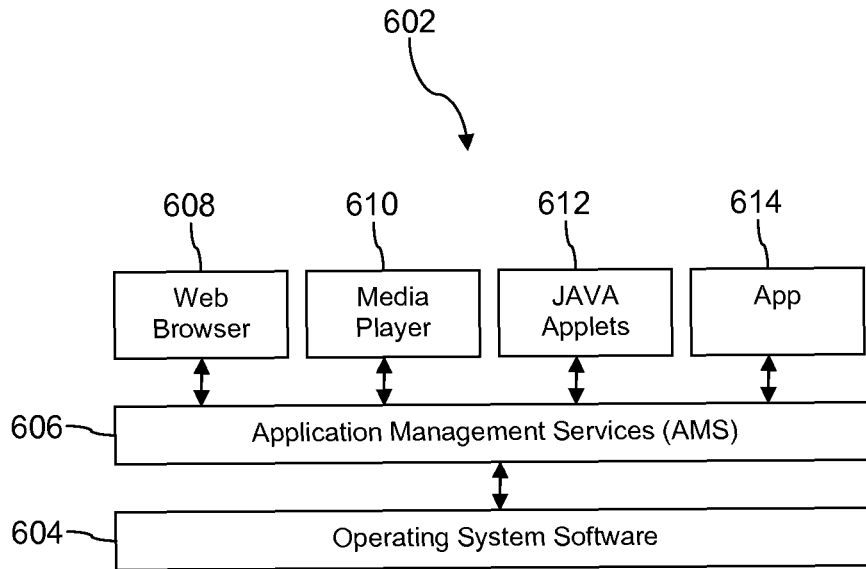 602
608
610
612
614
Web
Browser
Media
Player
JAVA
Applets
App
606
Application Management Services (AMS)
604
Operating System Software